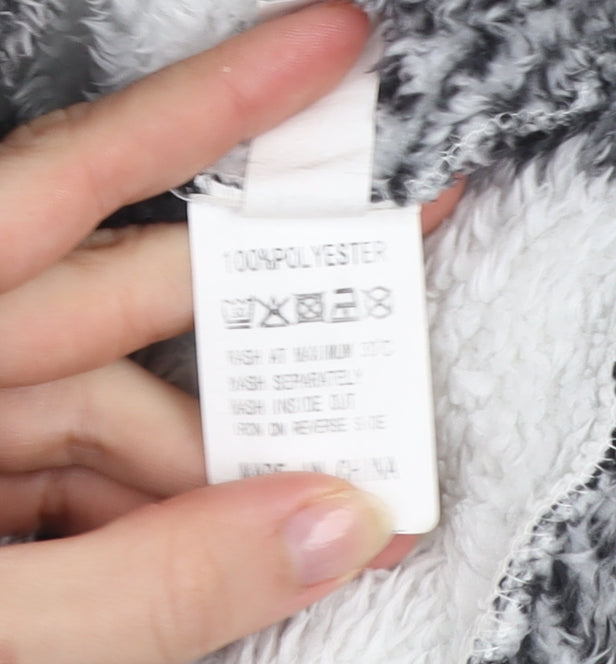 100%POLYESTER
WASH AT MAXIMUM 30°C
WASH SEPARATELY
WASH INSIDE OUT
IRON ON REVERSE SIDE
MADE IN CHINA